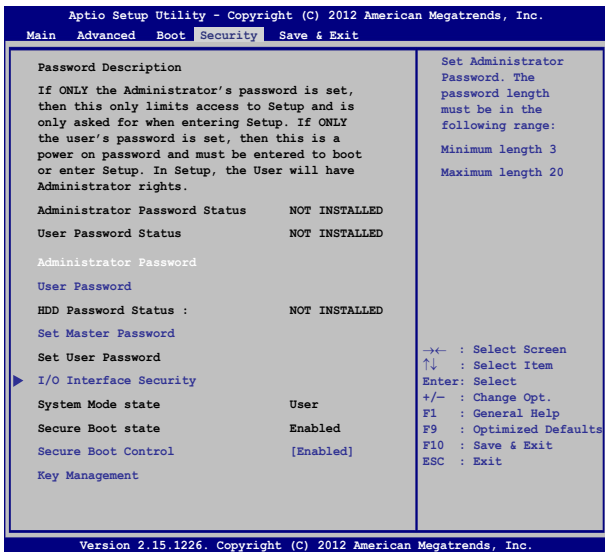 Aptio Setup Utility - Copyright (C) 2012 American Megatrends, Inc.
Main Advanced Boot Security Save & Exit
Password Description
If ONLY the Administrator's password is set,
then this only limits access to Setup and is
only asked for when entering Setup. If ONLY
the user's password is set, then this is a
power on password and must be entered to boot
or enter Setup. In Setup, the User will have
Administrator rights.
Administrator Password Status NOT INSTALLED
User Password Status NOT INSTALLED
Administrator Password
User Password
HDD Password Status : NOT INSTALLED
Set Master Password
Set User Password
I/O Interface Security
System Mode state User
Secure Boot state Enabled
Secure Boot Control [Enabled]
Key Management
Set Administrator
Password. The
password length
must be in the
following range:
Minimum length 3
Maximum length 20
→← : Select Screen
↑↓ : Select Item
Enter: Select
+/— : Change Opt.
F1 : General Help
F9 : Optimized Defaults
F10 : Save & Exit
ESC : Exit
Version 2.15.1226. Copyright (C) 2012 American Megatrends, Inc.